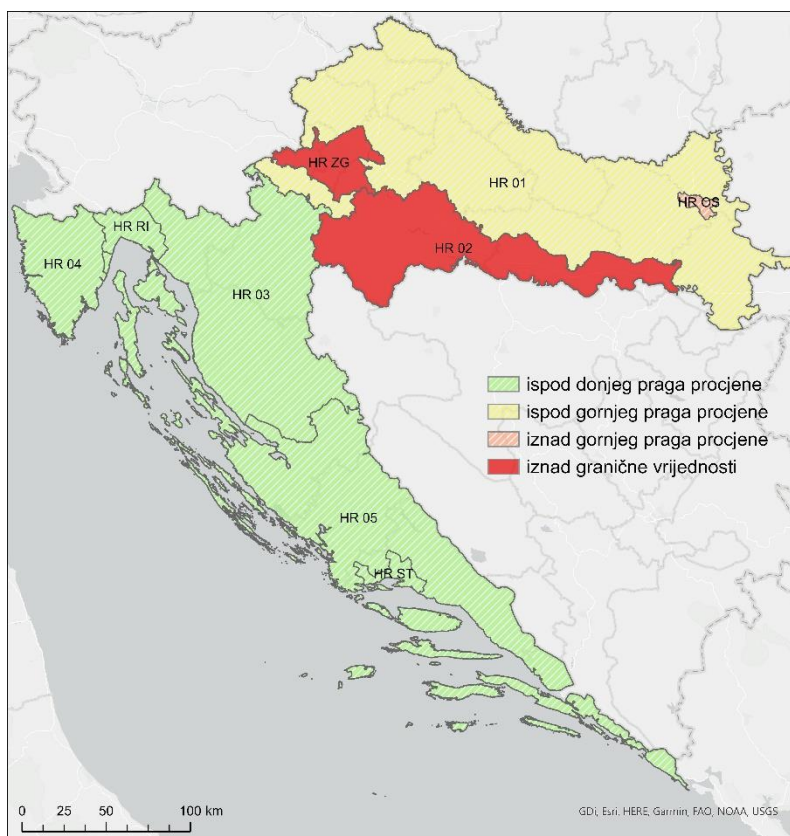 HR ZG
HR 01
HR OS
HR RI
HR 04
HR 02
HR 03
ispod donjeg praga procjene
ispod gornjeg praga procjene
iznad gornjeg praga procjene
iznad granične vrijednosti
HR 05
HR ST
0 25 50 100 km
GDi, Esri, HERE, Garmin, FAO, NOAA, USGS